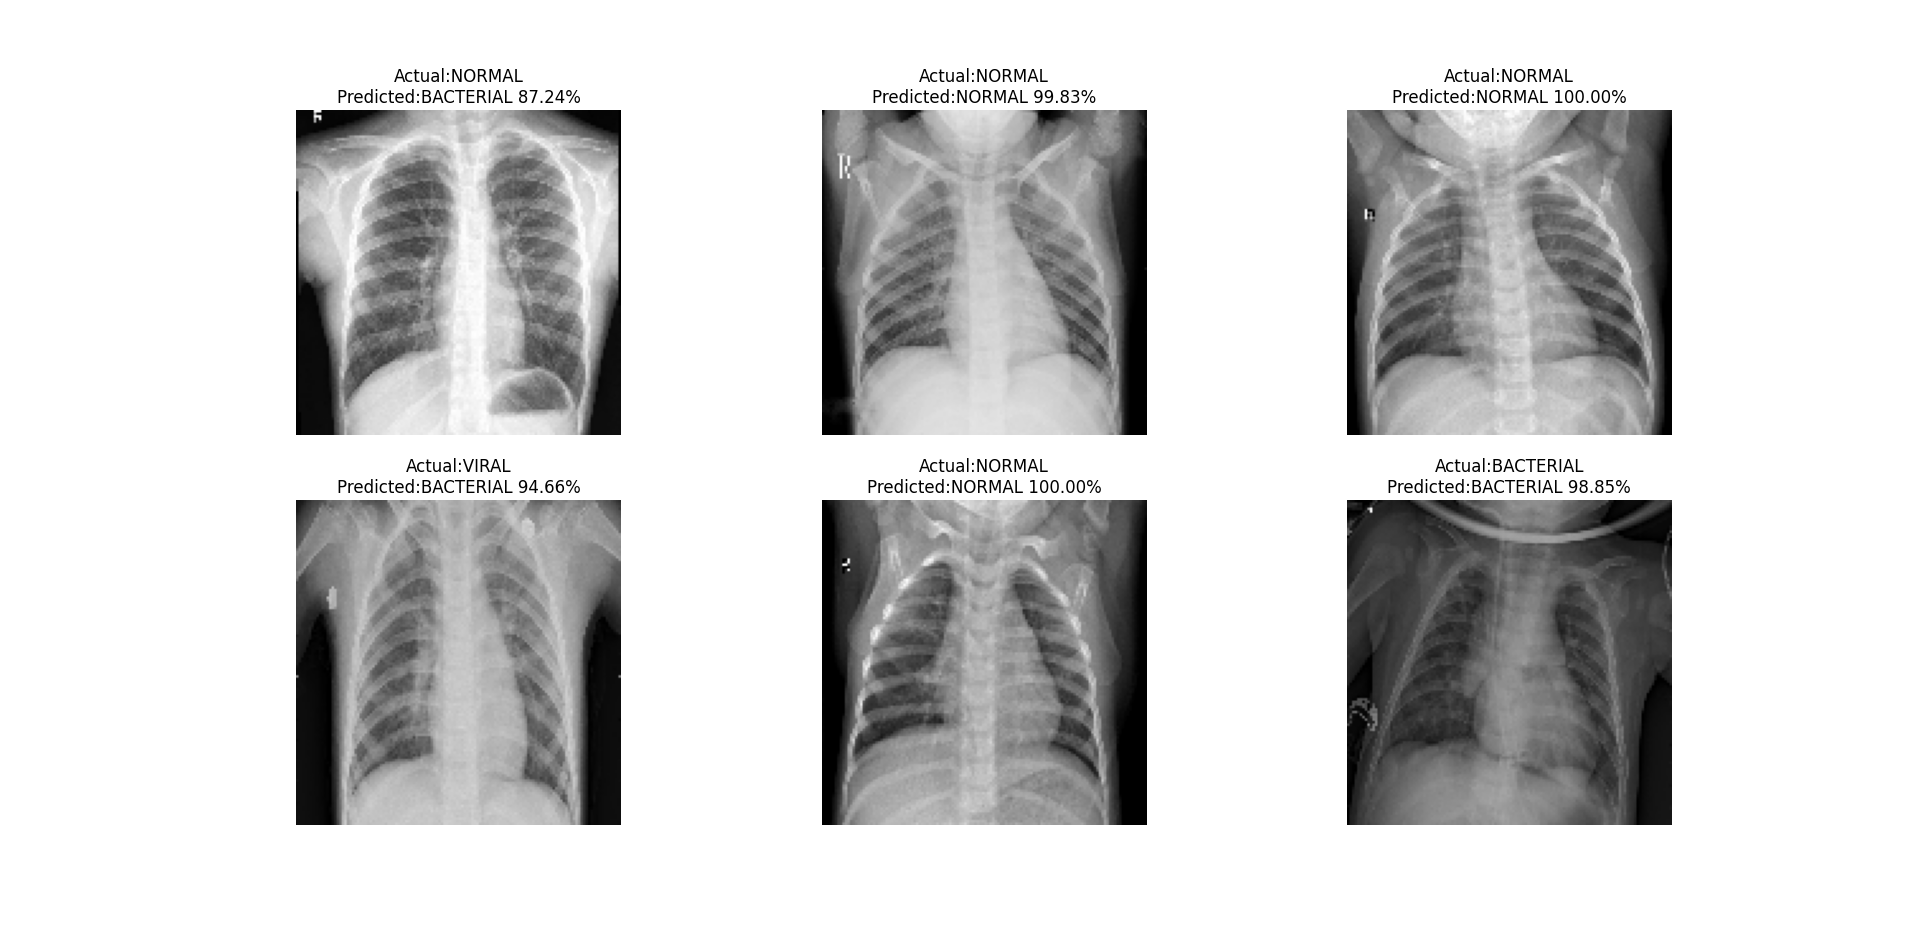 Actual:NORMAL
Predicted:BACTERIAL 87.24%
Actual:NORMAL
Predicted:NORMAL 99.83%
Actual:NORMAL
Predicted:NORMAL 100.00%
R
Actual:VIRAL
Predicted:BACTERIAL 94.66%
Actual:NORMAL
Predicted:NORMAL 100.00%
Actual:BACTERIAL
Predicted:BACTERIAL 98.85%